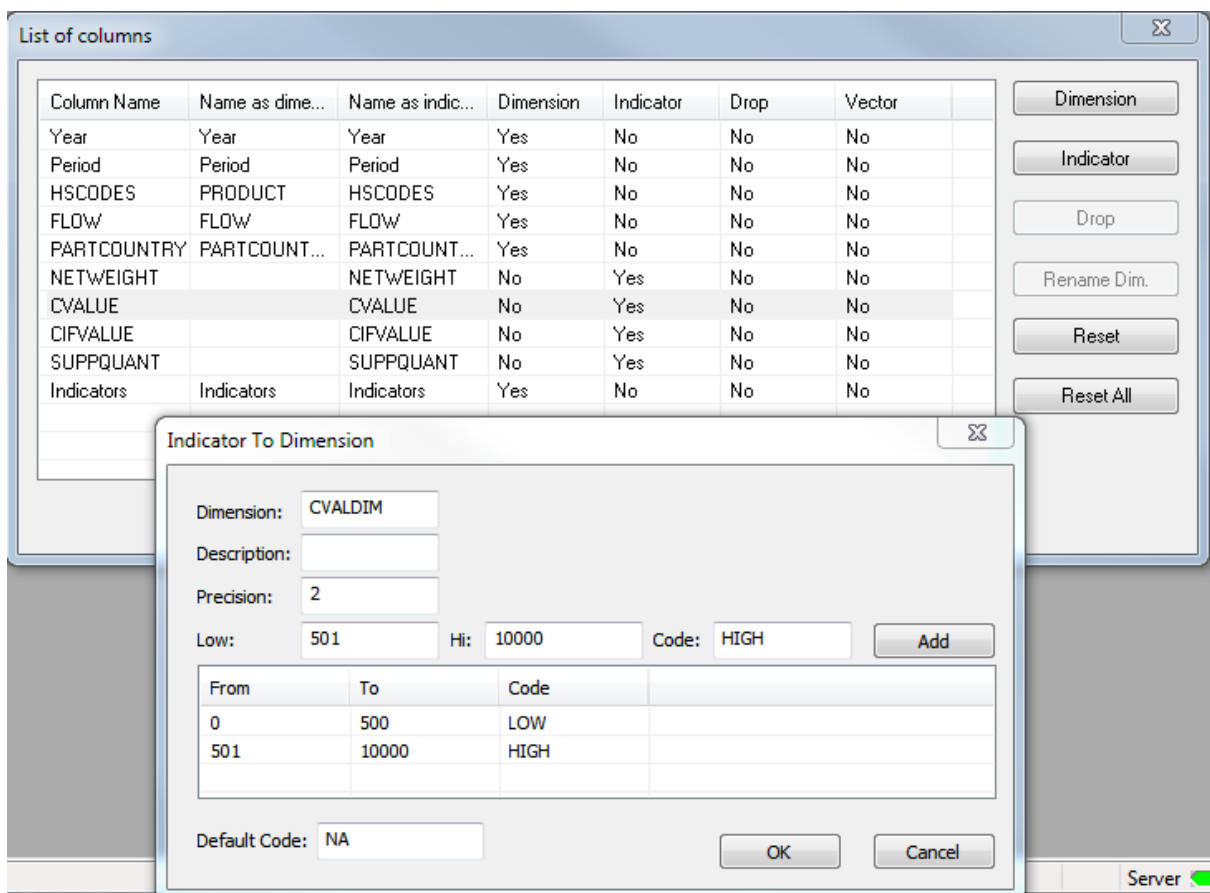 List of columns
Column Name Name as dime... Name as indic... Dimension Indicator Drop Vector
Year Year Year Yes No No No
Period Period Period Yes No No No
HSCODES PRODUCT HSCODES Yes No No No
FLOW FLOW FLOW Yes No No No
PARTCOUNTRY PARTCOUNT... PARTCOUNT... Yes No No No
NETWEIGHT NETWEIGHT No Yes No No
CVALUE CVALUE No Yes No No
CIFVALUE CIFVALUE No Yes No No
SUPPQUANT SUPPQUANT No Yes No No
Indicators Indicators Indicators Yes No No No
Dimension
Indicator
Drop
Rename Dim.
Reset
Reset All
Indicator To Dimension
Dimension: CVALDIM
Description:
Precision: 2
Low: 501 Hi: 10000 Code: HIGH Add
From To Code
0 500 LOW
501 10000 HIGH
Default Code: NA OK Cancel
Server